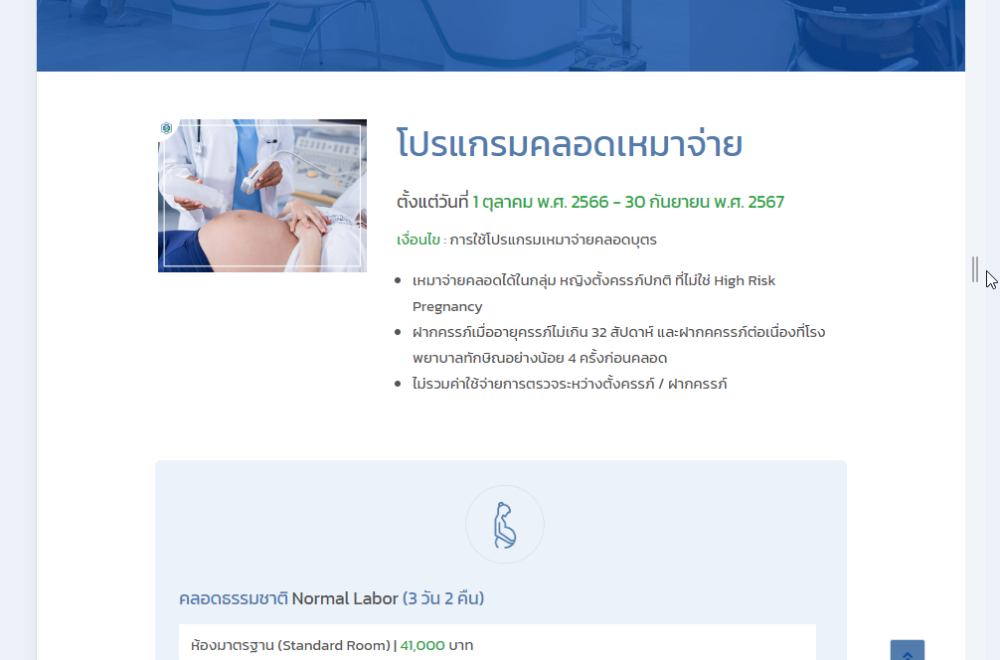 โปรแกรมคลอดเหมาจ่าย
ตั้งแต่วันที่ 1 ตุลาคม พ.ศ. 2566 - 30 กันยายน พ.ศ. 2567
เงื่อนไข : การใช้โปรแกรมเหมาจ่ายคลอดบุตร
เหมาจ่ายคลอดได้ในกลุ่ม หญิงตั้งครรภ์ปกติ ที่ไม่ใช่ High Risk
Pregnancy
ฝากครรภ์เมื่ออายุครรภ์ไม่เกิน 32 สัปดาห์ และฝากคครรภ์ต่อเนื่องที่โรง
พยาบาลทักษิณอย่างน้อย 4 ครั้งก่อนคลอด
ไม่รวมค่าใช้จ่ายการตรวจระหว่างตั้งครรภ์ / ฝากครรภ์
คลอดธรรมชาติ Normal Labor (3 วัน 2 คืน)
ห้องมาตรฐาน (Standard Room) | 41,000 บาท